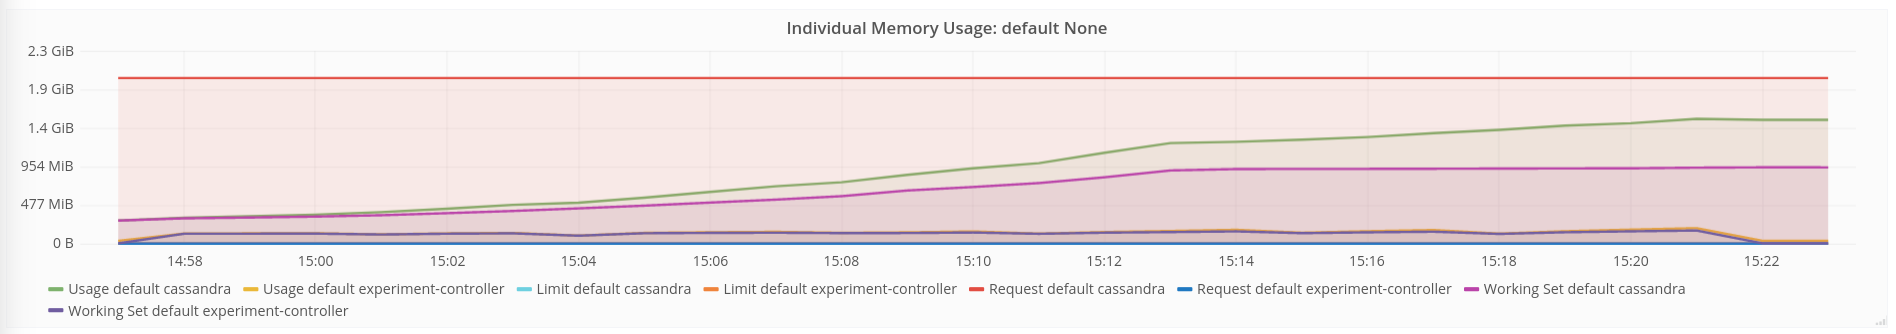 Individual Memory Usage: default None
2.3 GiB
1.9 GiB
1.4 GiB
954 MiB
477 MiB
0 B
14:58 15:00 15:02 15:04 15:06 15:08 15:10 15:12 15:14 15:16 15:18 15:20 15:22
Usage default cassandra Usage default experiment-controller Limit default cassandra Limit default experiment-controller Request default cassandra Request default experiment-controller Working Set default cassandra
Working Set default experiment-controller